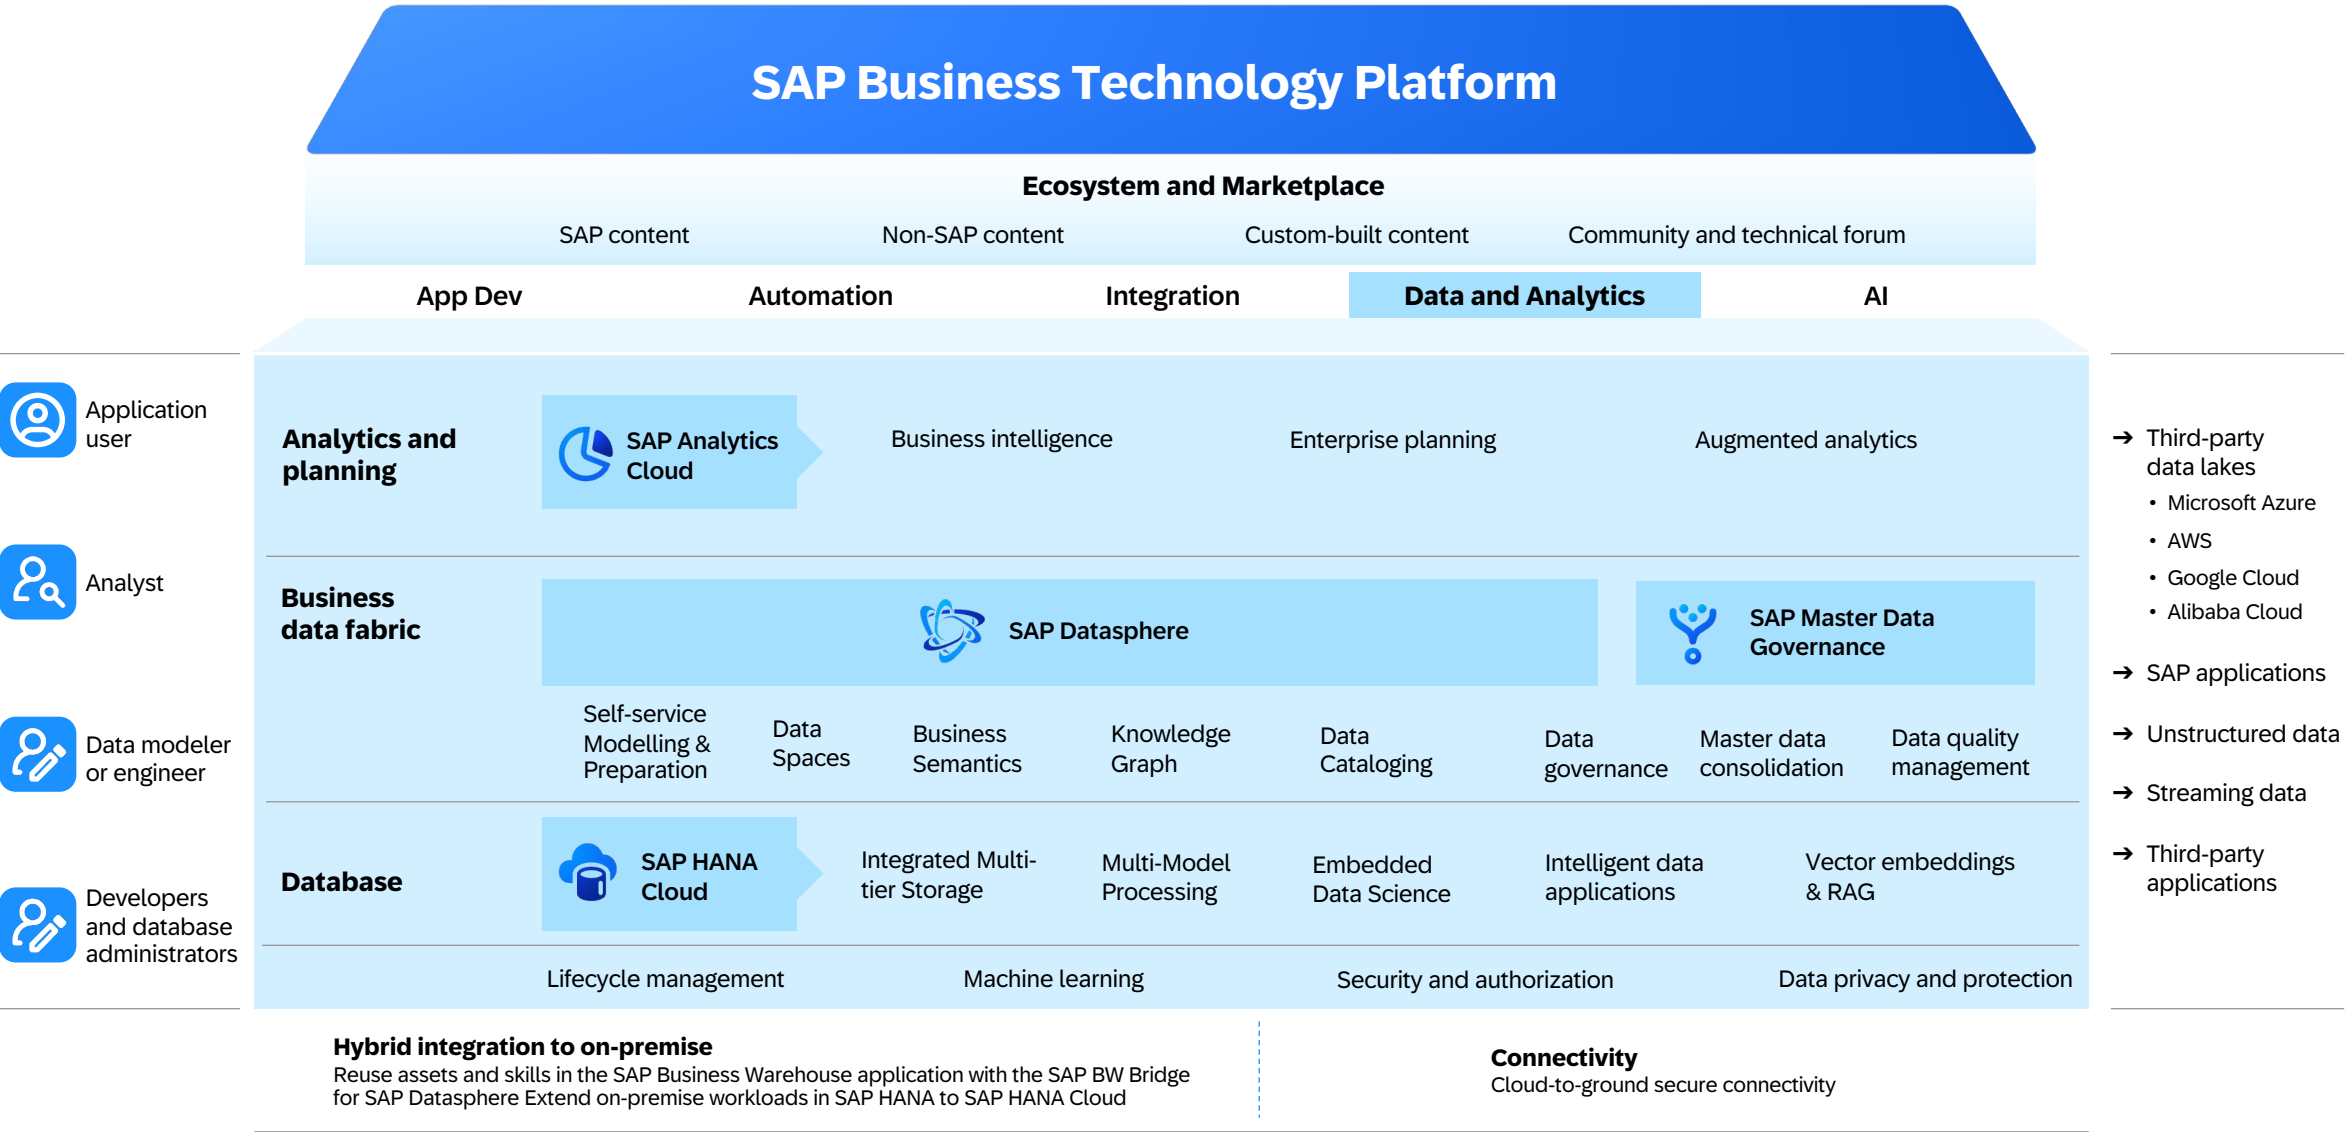 SAP Business Technology Platform
Ecosystem and Marketplace
SAP content
Non-SAP content
Custom-built content
Community and technical forum
App Dev
Automation
Integration
Data and Analytics
AI
Application
user
Analyst
Data modeler
or engineer
Developers
and database
administrators
Analytics and
planning
SAP Analytics
Cloud
Business intelligence
Enterprise planning
Augmented analytics
Business
data fabric
SAP Datasphere
SAP Master Data
Governance
Self-service
Modelling &
Preparation
Data
Spaces
Business
Semantics
Knowledge
Graph
Data
Cataloging
Data
governance
Master data
consolidation
Data quality
management
Database
SAP HANA
Cloud
Integrated Multi-
tier Storage
Multi-Model
Processing
Embedded
Data Science
Intelligent data
applications
Vector embeddings
& RAG
Lifecycle management
Machine learning
Security and authorization
Data privacy and protection
➔ Third-party
data lakes
• Microsoft Azure
• AWS
• Google Cloud
• Alibaba Cloud
➔ SAP applications
➔ Unstructured data
➔ Streaming data
➔ Third-party
applications
Hybrid integration to on-premise
Reuse assets and skills in the SAP Business Warehouse application with the SAP BW Bridge
for SAP Datasphere Extend on-premise workloads in SAP HANA to SAP HANA Cloud
Connectivity
Cloud-to-ground secure connectivity